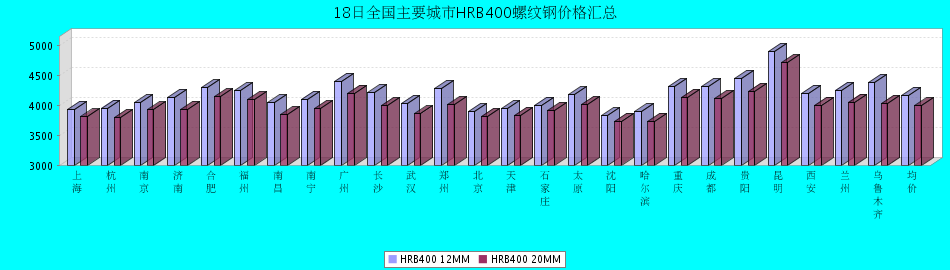 18日全国主要城市HRB400螺纹钢价格汇总
5000
4500
4000
3500
3000
上海
杭州
南京
济南
合肥
福州
南昌
南宁
广州
长沙
武汉
郑州
北京
天津
石家庄
太原
沈阳
哈尔滨
重庆
成都
贵阳
昆明
西安
兰州
乌鲁木齐
均价
HRB400 12MM HRB400 20MM